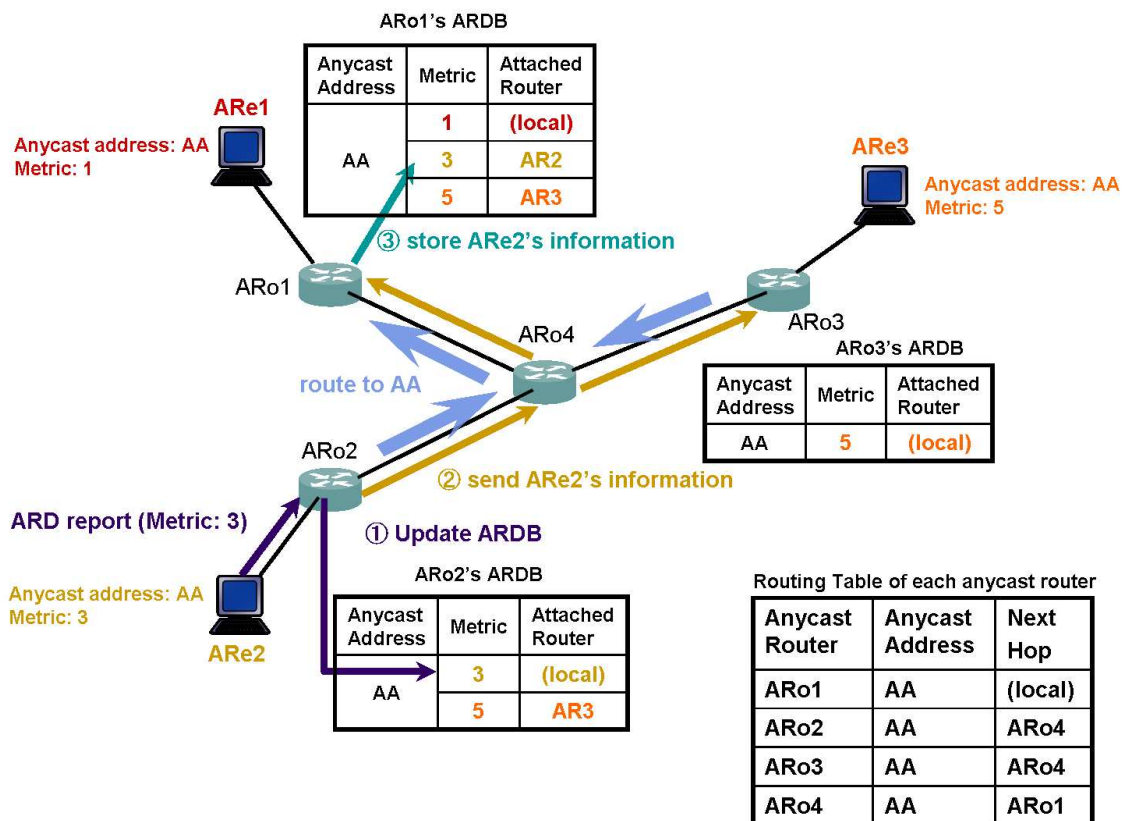 ARo1's ARDB
Anycast Address Metric Attached Router
AA
1 (local)
3 AR2
5 AR3
ARe1
Anycast address: AA
Metric: 1
ARe3
Anycast address: AA
Metric: 5
③ store ARe2's information
ARo1
ARo4
ARo3
route to AA
ARo3's ARDB
Anycast Address Metric Attached Router
AA 5 (local)
ARo2
② send ARe2's information
ARD report (Metric: 3)
① Update ARDB
Anycast address: AA
Metric: 3
ARe2
ARo2's ARDB
Anycast Address Metric Attached Router
AA
3 (local)
5 AR3
Routing Table of each anycast router
Anycast Router Anycast Address Next Hop
ARo1 AA (local)
ARo2 AA ARo4
ARo3 AA ARo4
ARo4 AA ARo1